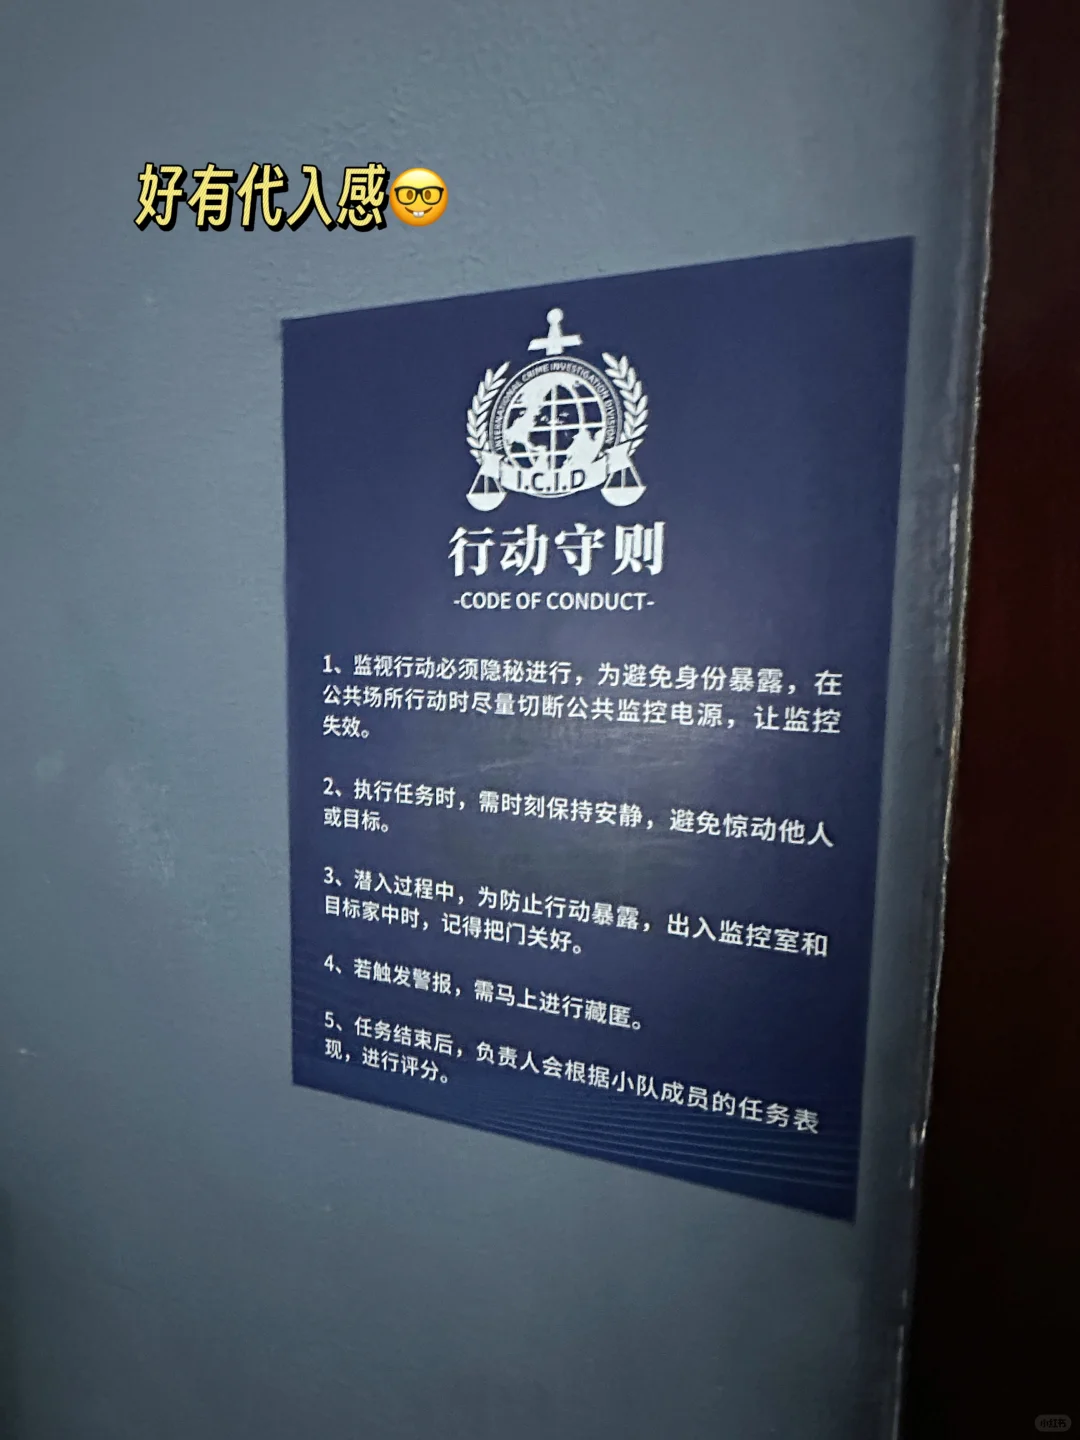 好有代入感🤓
INTERNATIONAL CRIME INVESTIGATION DIVISION
I.C.I.D
行动守则
-CODE OF CONDUCT-
1、监视行动必须隐秘进行，为避免身份暴露，在
公共场所行动时尽量切断公共监控电源，让监控
失效。
2、执行任务时，需时刻保持安静，避免惊动他人
或目标。
3、潜入过程中，为防止行动暴露，出入监控室和
目标家中时，记得把门关好。
4、若触发警报，需马上进行藏匿。
5、任务结束后，负责人会根据小队成员的任务表
现，进行评分。
小红书